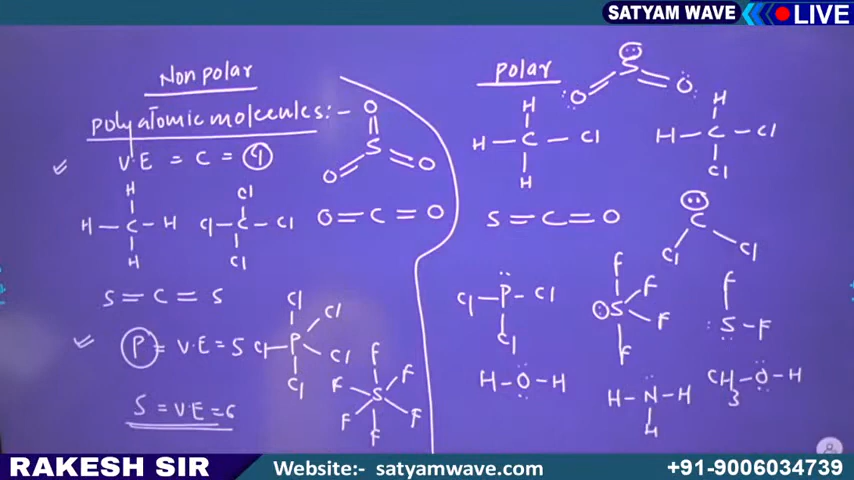 SATYAM WAVE LIVE
Non polar
polyatomic molecules:-
V.E = C = 4
H
H-C-H
H
Cl
Cl-C-Cl
Cl
O
S
O O
O=C=O
S=C=S
P = V.E = 5
Cl
Cl
Cl-P
Cl
Cl
S = V.E = 6
F
F F
S
F F
F
polar
S
O O
H
H-C-Cl
H
H
H-C-Cl
Cl
S=C=O
C
Cl Cl
Cl-P-Cl
Cl
F
F
S
F
F
F
S-F
H-O-H
H-N-H
H
CH3-O-H
RAKESH SIR
Website:- satyamwave.com
+91-9006034739